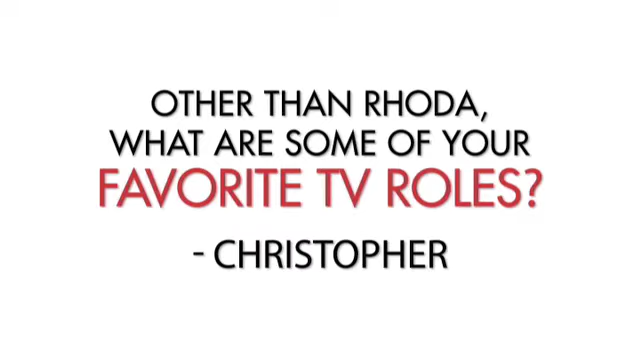 OTHER THAN RHODA,
WHAT ARE SOME OF YOUR
FAVORITE TV ROLES?
- CHRISTOPHER